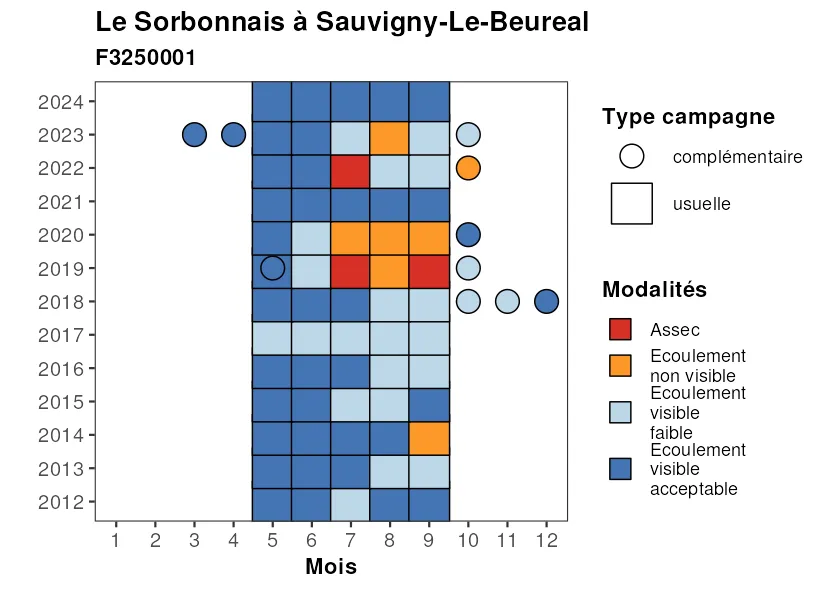 Le Sorbonnais à Sauvigny-Le-Beureal
F3250001
2024
2023
2022
2021
2020
2019
2018
2017
2016
2015
2014
2013
2012
1 2 3 4 5 6 7 8 9 10 11 12
Mois
Type campagne
complémentaire
usuelle
Modalités
Assec
Ecoulement
non visible
Ecoulement
visible
faible
Ecoulement
visible
acceptable